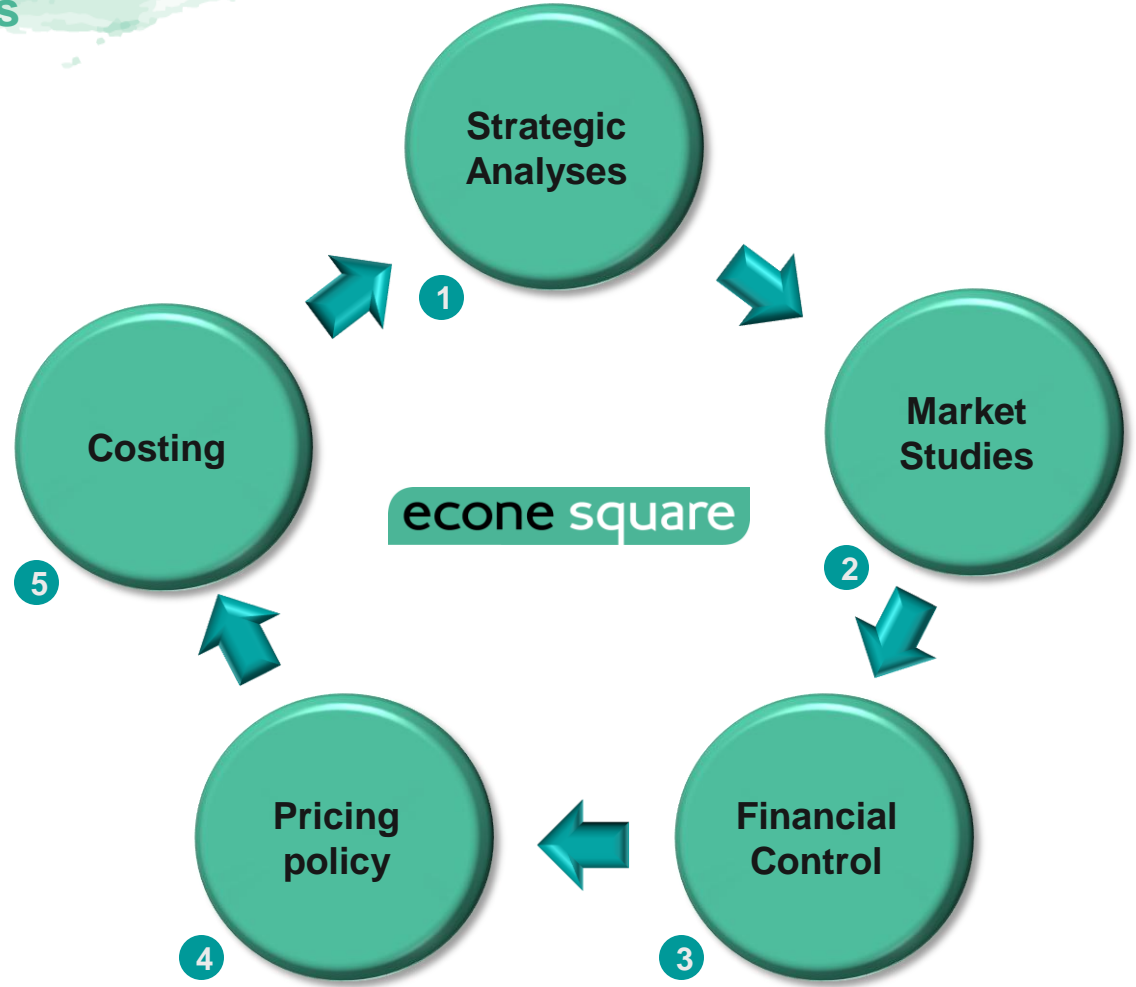 s
Strategic
Analyses
1
Market
Studies
2
Financial
Control
3
Pricing
policy
4
Costing
5
econe square